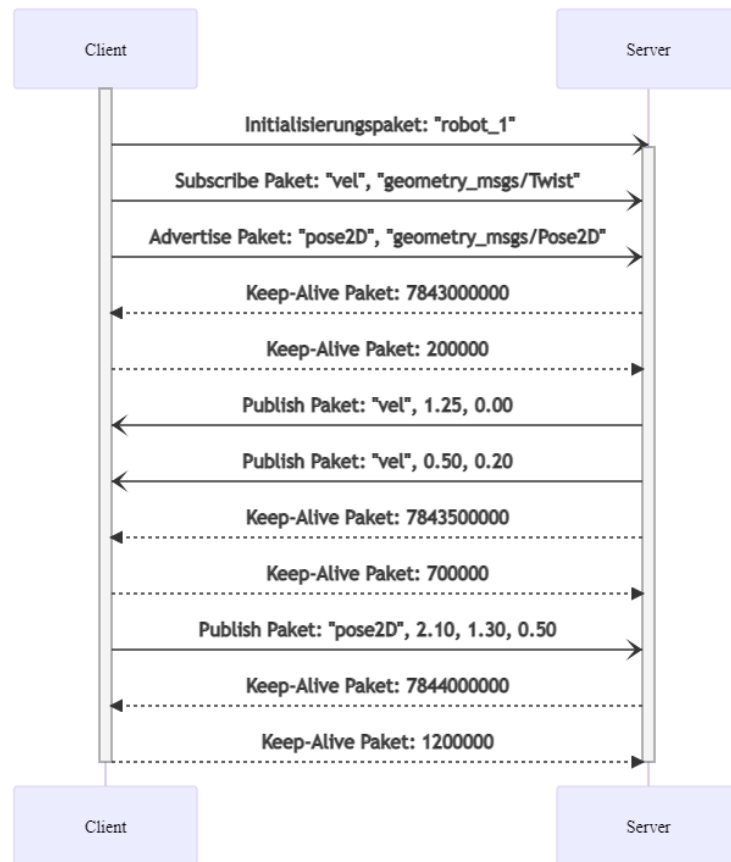 Client
Server
Initialisierungspaket: "robot_1"
Subscribe Paket: "vel", "geometry_msgs/Twist"
Advertise Paket: "pose2D", "geometry_msgs/Pose2D"
Keep-Alive Paket: 7843000000
Keep-Alive Paket: 200000
Publish Paket: "vel", 1.25, 0.00
Publish Paket: "vel", 0.50, 0.20
Keep-Alive Paket: 7843500000
Keep-Alive Paket: 700000
Publish Paket: "pose2D", 2.10, 1.30, 0.50
Keep-Alive Paket: 7844000000
Keep-Alive Paket: 1200000
Client
Server